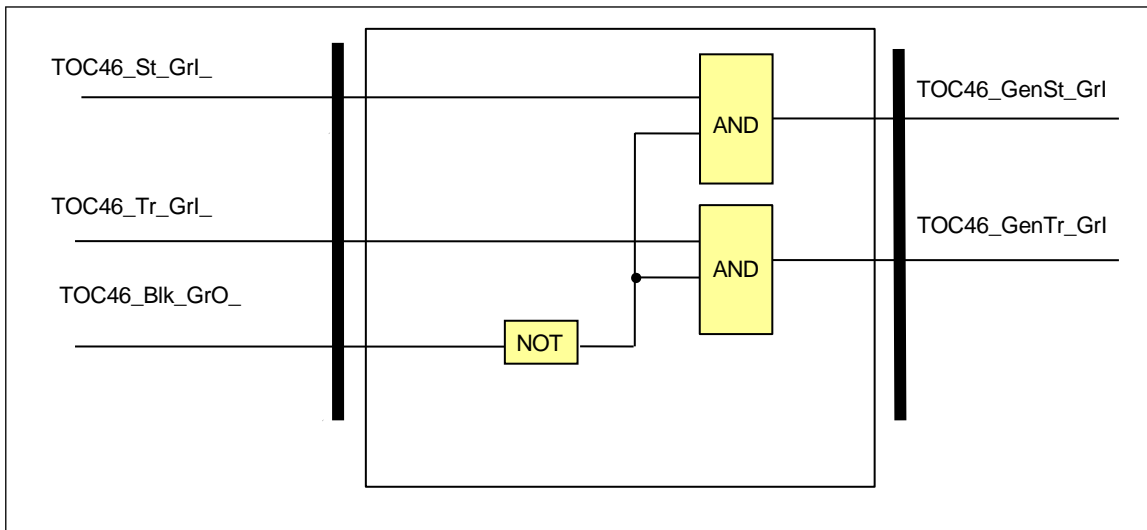 TOC46_St_GrI_
TOC46_GenSt_GrI
AND
TOC46_Tr_GrI_
TOC46_GenTr_GrI
AND
TOC46_Blk_GrO_
NOT